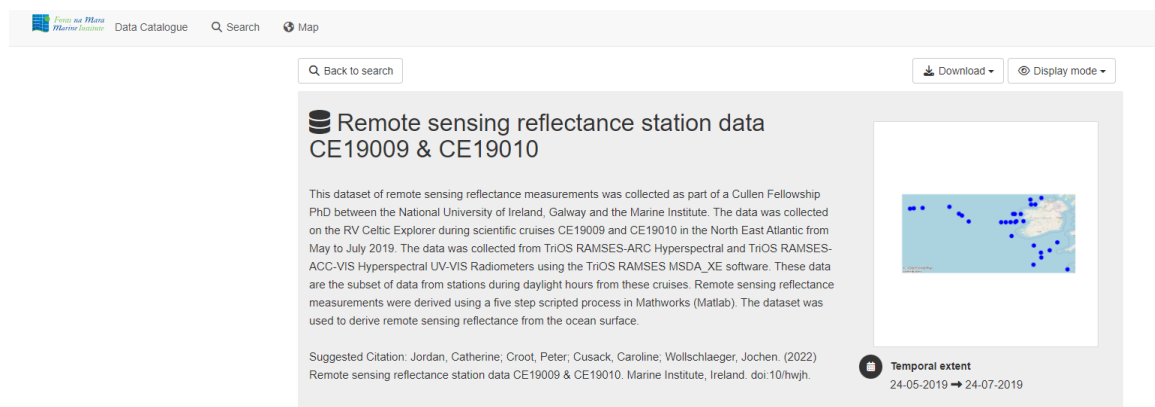 Foras na Mara
Marine Institute
Data Catalogue
Search
Map
Back to search
Download
Display mode
Remote sensing reflectance station data
CE19009 & CE19010
This dataset of remote sensing reflectance measurements was collected as part of a Cullen Fellowship
PhD between the National University of Ireland, Galway and the Marine Institute. The data was collected
on the RV Celtic Explorer during scientific cruises CE19009 and CE19010 in the North East Atlantic from
May to July 2019. The data was collected from TriOS RAMSES-ARC Hyperspectral and TriOS RAMSES-
ACC-VIS Hyperspectral UV-VIS Radiometers using the TriOS RAMSES MSDA_XE software. These data
are the subset of data from stations during daylight hours from these cruises. Remote sensing reflectance
measurements were derived using a five step scripted process in Mathworks (Matlab). The dataset was
used to derive remote sensing reflectance from the ocean surface.
Suggested Citation: Jordan, Catherine; Croot, Peter; Cusack, Caroline; Wollschlaeger, Jochen. (2022)
Remote sensing reflectance station data CE19009 & CE19010. Marine Institute, Ireland. doi:10/hwjh.
Temporal extent
24-05-2019 ➞ 24-07-2019